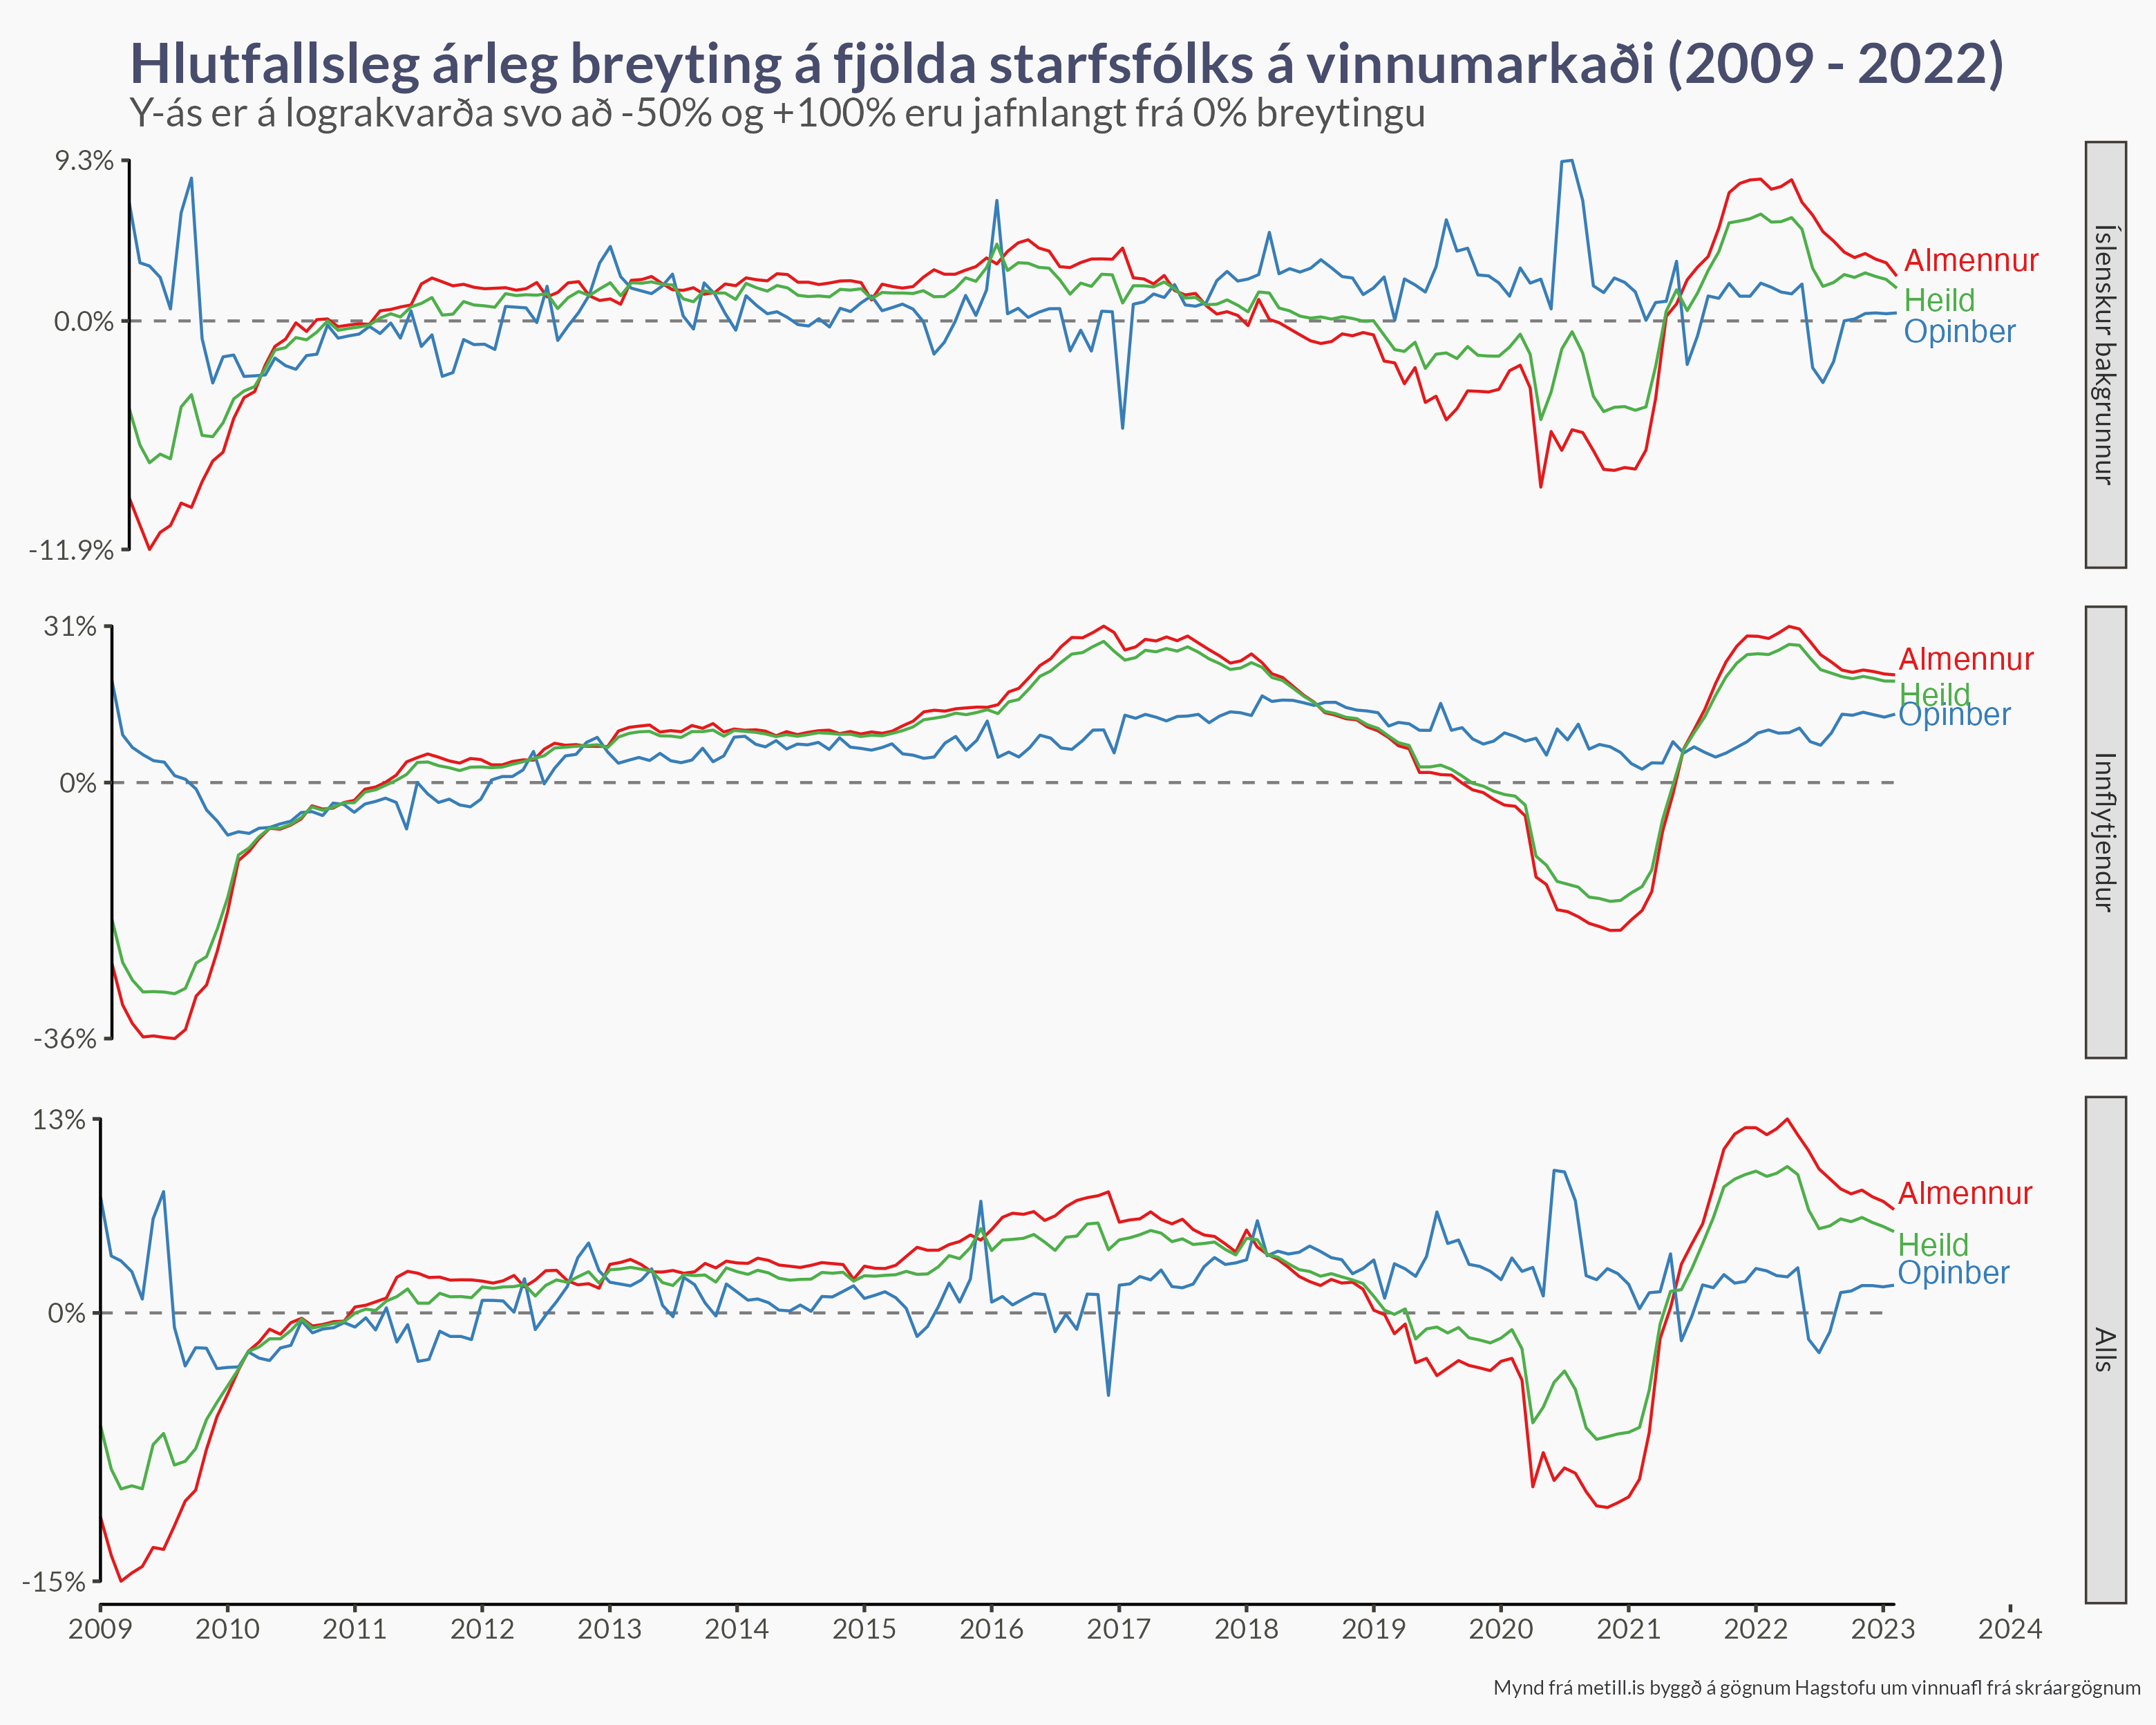 Hlutfallsleg árleg breyting á fjölda starfsfólks á vinnumarkaði (2009 - 2022)
Y-ás er á lograkvarða svo að -50% og +100% eru jafnlangt frá 0% breytingu
9.3%
0.0%
-11.9%
Almennur
Heild
Opinber
Íslenskur bakgrunnur
31%
0%
-36%
Almennur
Heild
Opinber
Innflytjendur
13%
0%
-15%
Almennur
Heild
Opinber
Alls
2009 2010 2011 2012 2013 2014 2015 2016 2017 2018 2019 2020 2021 2022 2023 2024
Mynd frá metill.is byggð á gögnum Hagstofu um vinnuafl frá skráargögnum